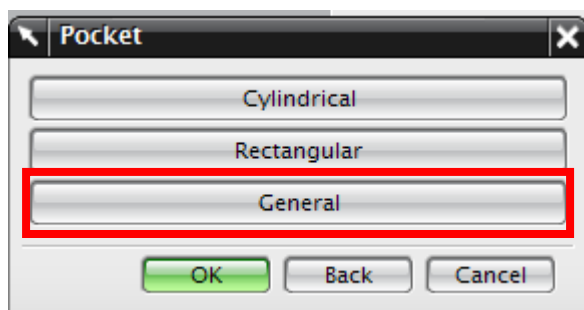 Pocket
Cylindrical
Rectangular
General
OK Back Cancel